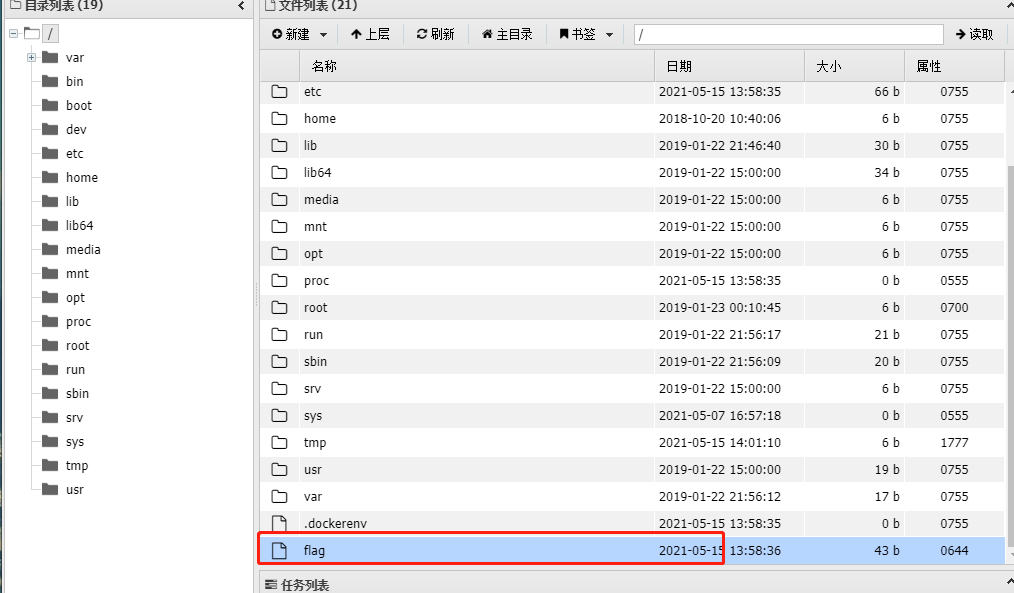 目录列表 (19)
/
var
bin
boot
dev
etc
home
lib
lib64
media
mnt
opt
proc
root
run
sbin
srv
sys
tmp
usr
文件列表 (21)
新建 上层 刷新 主目录 书签 / 读取
名称 日期 大小 属性
etc 2021-05-15 13:58:35 66 b 0755
home 2018-10-20 10:40:06 6 b 0755
lib 2019-01-22 21:46:40 30 b 0755
lib64 2019-01-22 15:00:00 34 b 0755
media 2019-01-22 15:00:00 6 b 0755
mnt 2019-01-22 15:00:00 6 b 0755
opt 2019-01-22 15:00:00 6 b 0755
proc 2021-05-15 13:58:35 0 b 0555
root 2019-01-23 00:10:45 6 b 0700
run 2019-01-22 21:56:17 21 b 0755
sbin 2019-01-22 21:56:09 20 b 0755
srv 2019-01-22 15:00:00 6 b 0755
sys 2021-05-07 16:57:18 0 b 0555
tmp 2021-05-15 14:01:10 6 b 1777
usr 2019-01-22 15:00:00 19 b 0755
var 2019-01-22 21:56:12 17 b 0755
.dockerenv 2021-05-15 13:58:35 0 b 0755
flag 2021-05-15 13:58:36 43 b 0644
任务列表